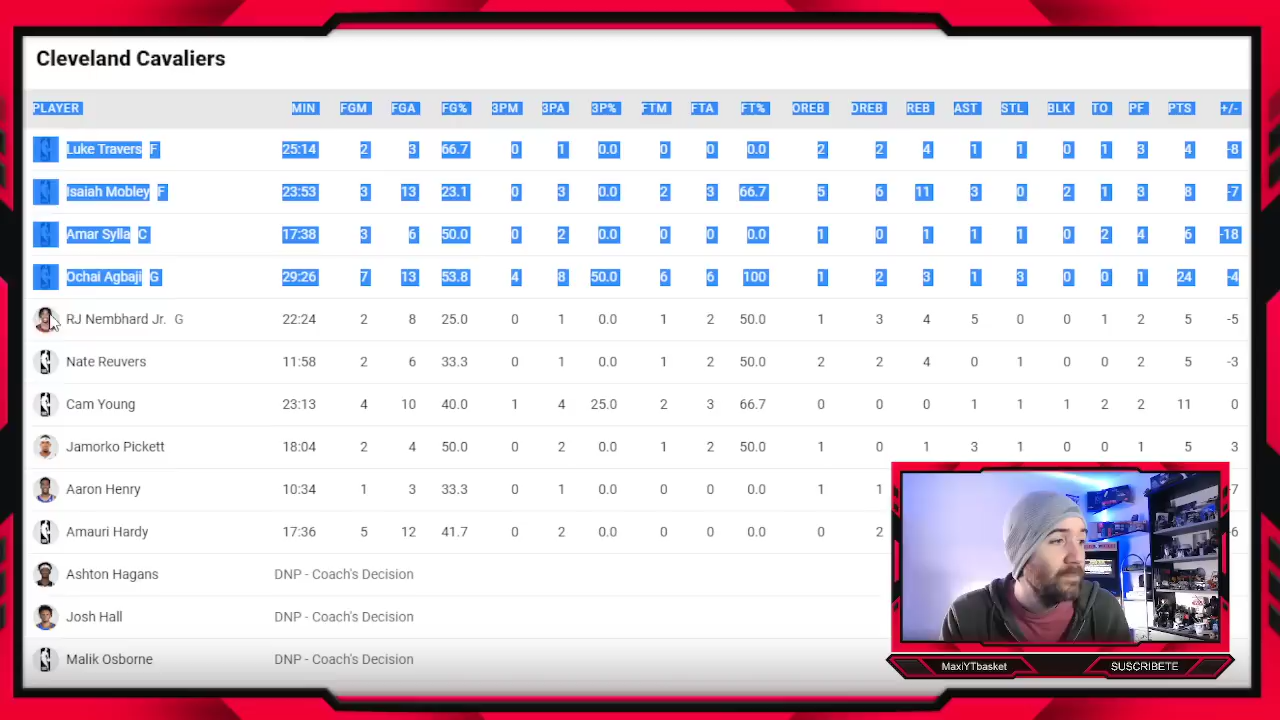 Cleveland Cavaliers
PLAYER MIN FGM FGA FG% 3PM 3PA 3P% FTM FTA FT% OREB DREB REB AST STL BLK TO PF PTS +/-
Luke Travers F 25:14 2 3 66.7 0 1 0.0 0 0 0.0 2 2 4 1 1 0 1 3 4 -8
Isaiah Mobley F 23:53 3 13 23.1 0 3 0.0 2 3 66.7 5 6 11 3 0 2 1 3 8 -7
Amar Sylla C 17:38 3 6 50.0 0 2 0.0 0 0 0.0 1 0 1 1 1 0 2 4 6 -18
Ochai Agbaji G 29:26 7 13 53.8 4 8 50.0 6 6 100 1 2 3 1 3 0 0 1 24 -4
RJ Nembhard Jr. G 22:24 2 8 25.0 0 1 0.0 1 2 50.0 1 3 4 5 0 0 1 2 5 -5
Nate Reuvers 11:58 2 6 33.3 0 1 0.0 1 2 50.0 2 2 4 0 1 0 0 2 5 -3
Cam Young 23:13 4 10 40.0 1 4 25.0 2 3 66.7 0 0 0 1 1 1 2 2 11 0
Jamorko Pickett 18:04 2 4 50.0 0 2 0.0 1 2 50.0 1 0 1 3 1 0 0 1 5 3
Aaron Henry 10:34 1 3 33.3 0 1 0.0 0 0 0.0 1 1
Amauri Hardy 17:36 5 12 41.7 0 2 0.0 0 0 0.0 0 2
Ashton Hagans DNP - Coach's Decision
Josh Hall DNP - Coach's Decision
Malik Osborne DNP - Coach's Decision
MaxiYTbasket SUSCRIBETE